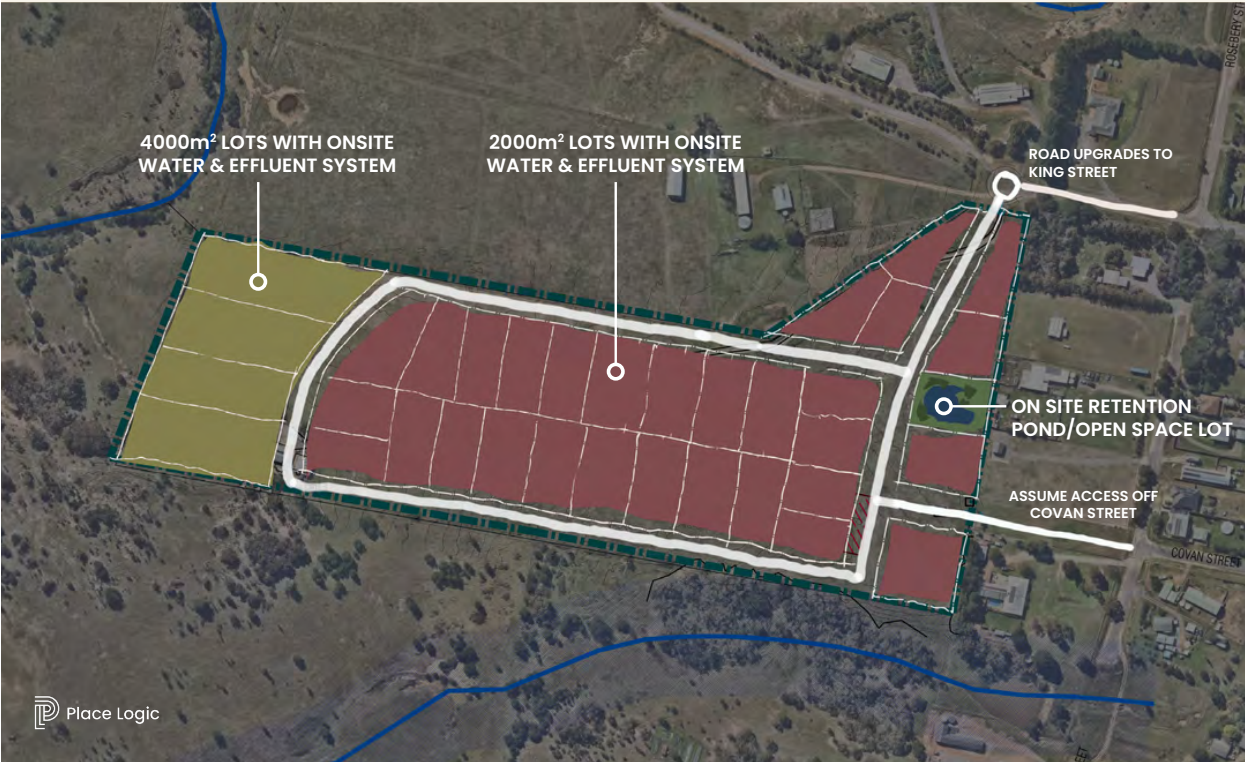 4000m² LOTS WITH ONSITE
WATER & EFFLUENT SYSTEM
2000m² LOTS WITH ONSITE
WATER & EFFLUENT SYSTEM
ROAD UPGRADES TO
KING STREET
ROSEBERY ST
ON SITE RETENTION
POND/OPEN SPACE LOT
ASSUME ACCESS OFF
COVAN STREET
COVAN STREET
Place Logic